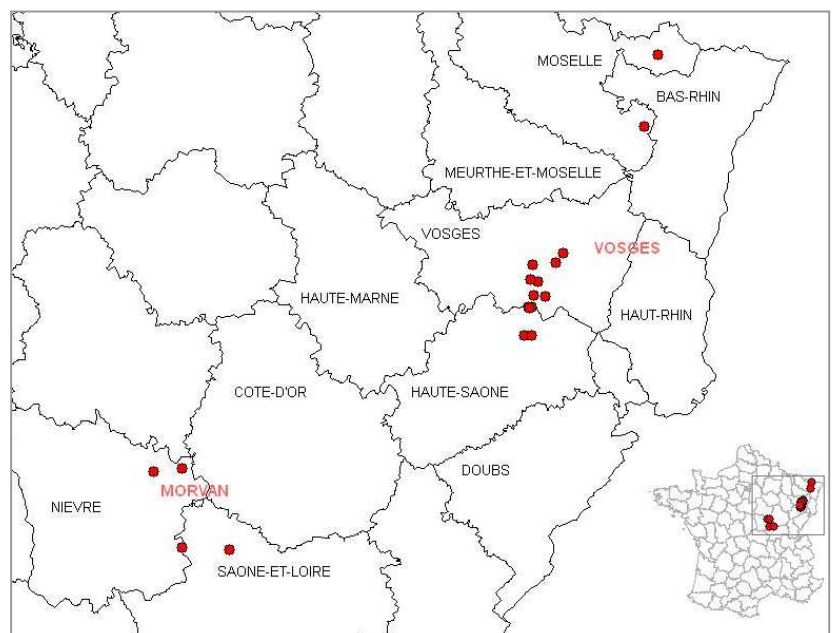 MOSELLE
BAS-RHIN
MEURTHE-ET-MOSELLE
VOSGES
VOSGES
HAUTE-MARNE
HAUT-RHIN
COTE-D'OR
HAUTE-SAONE
DOUBS
MORVAN
NIEVRE
SAONE-ET-LOIRE